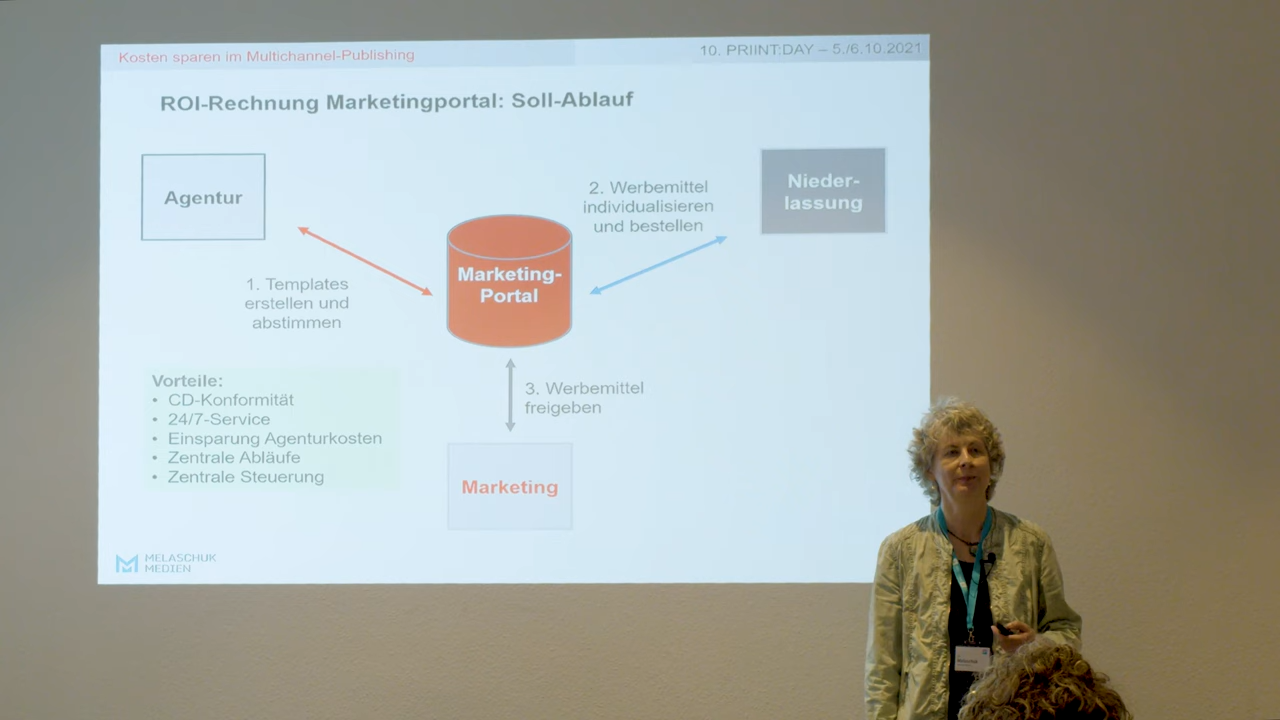 Kosten sparen im Multichannel-Publishing
10. PRIINT:DAY – 5./6.10.2021
ROI-Rechnung Marketingportal: Soll-Ablauf
Agentur
Nieder-
lassung
2. Werbemittel
individualisieren
und bestellen
Marketing-
Portal
1. Templates
erstellen und
abstimmen
3. Werbemittel
freigeben
Vorteile:
• CD-Konformität
• 24/7-Service
• Einsparung Agenturkosten
• Zentrale Abläufe
• Zentrale Steuerung
Marketing
MELASCHUK
MEDIEN